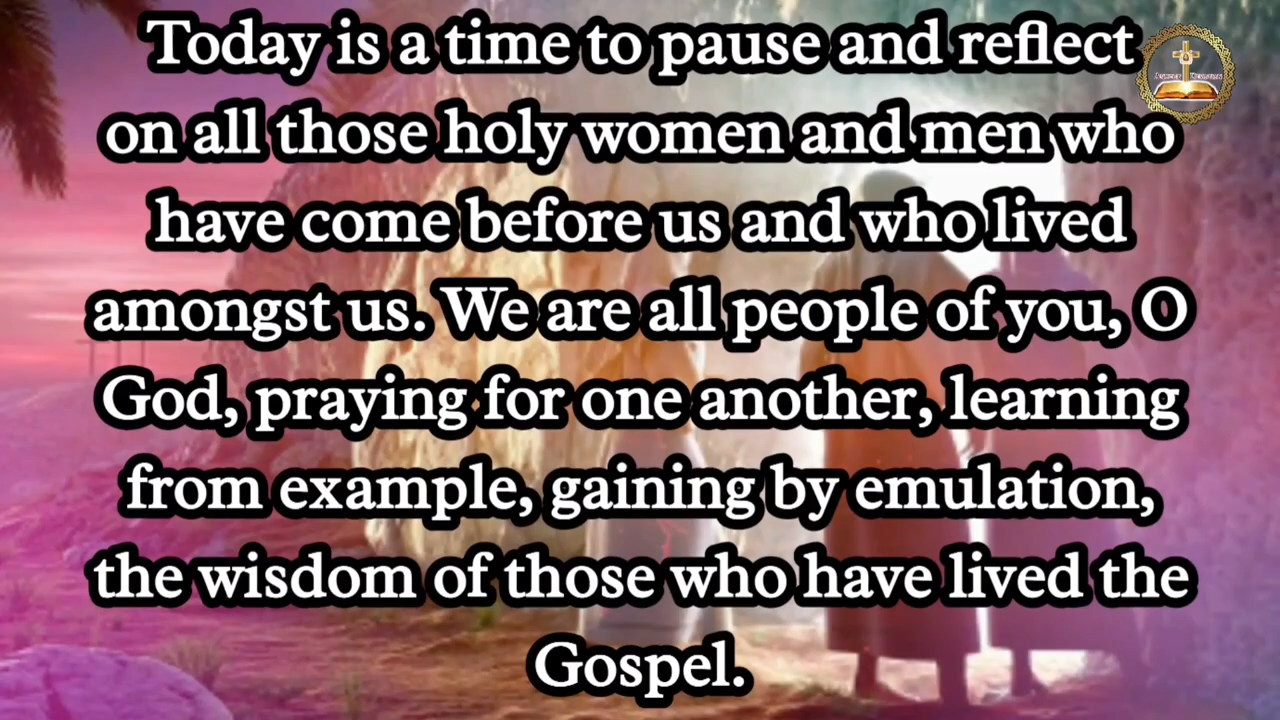 Today is a time to pause and reflect
on all those holy women and men who
have come before us and who lived
amongst us. We are all people of you, O
God, praying for one another, learning
from example, gaining by emulation,
the wisdom of those who have lived the
Gospel.